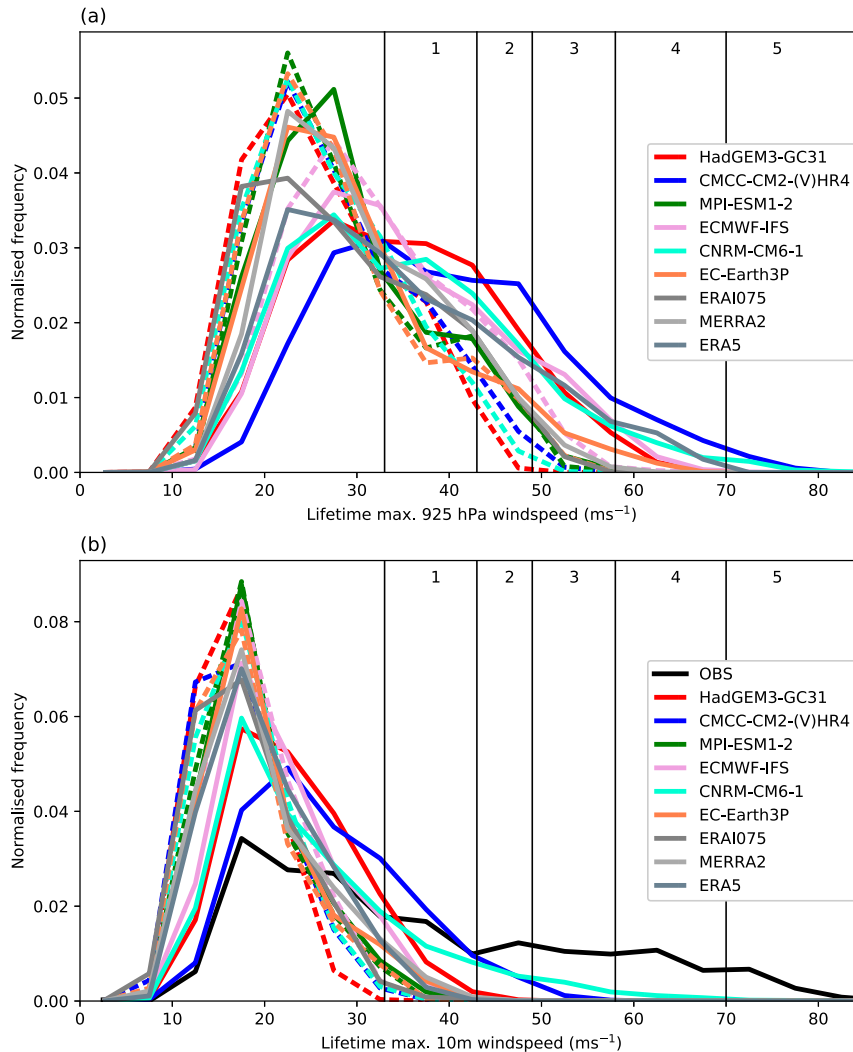 (a)
1 2 3 4 5
0.05
0.04
0.03
0.02
0.01
0.00
Normalised frequency
HadGEM3-GC31
CMCC-CM2-(V)HR4
MPI-ESM1-2
ECMWF-IFS
CNRM-CM6-1
EC-Earth3P
ERAI075
MERRA2
ERA5
0 10 20 30 40 50 60 70 80
Lifetime max. 925 hPa windspeed (ms⁻¹)
(b)
1 2 3 4 5
0.08
0.06
0.04
0.02
0.00
Normalised frequency
OBS
HadGEM3-GC31
CMCC-CM2-(V)HR4
MPI-ESM1-2
ECMWF-IFS
CNRM-CM6-1
EC-Earth3P
ERAI075
MERRA2
ERA5
0 10 20 30 40 50 60 70 80
Lifetime max. 10m windspeed (ms⁻¹)